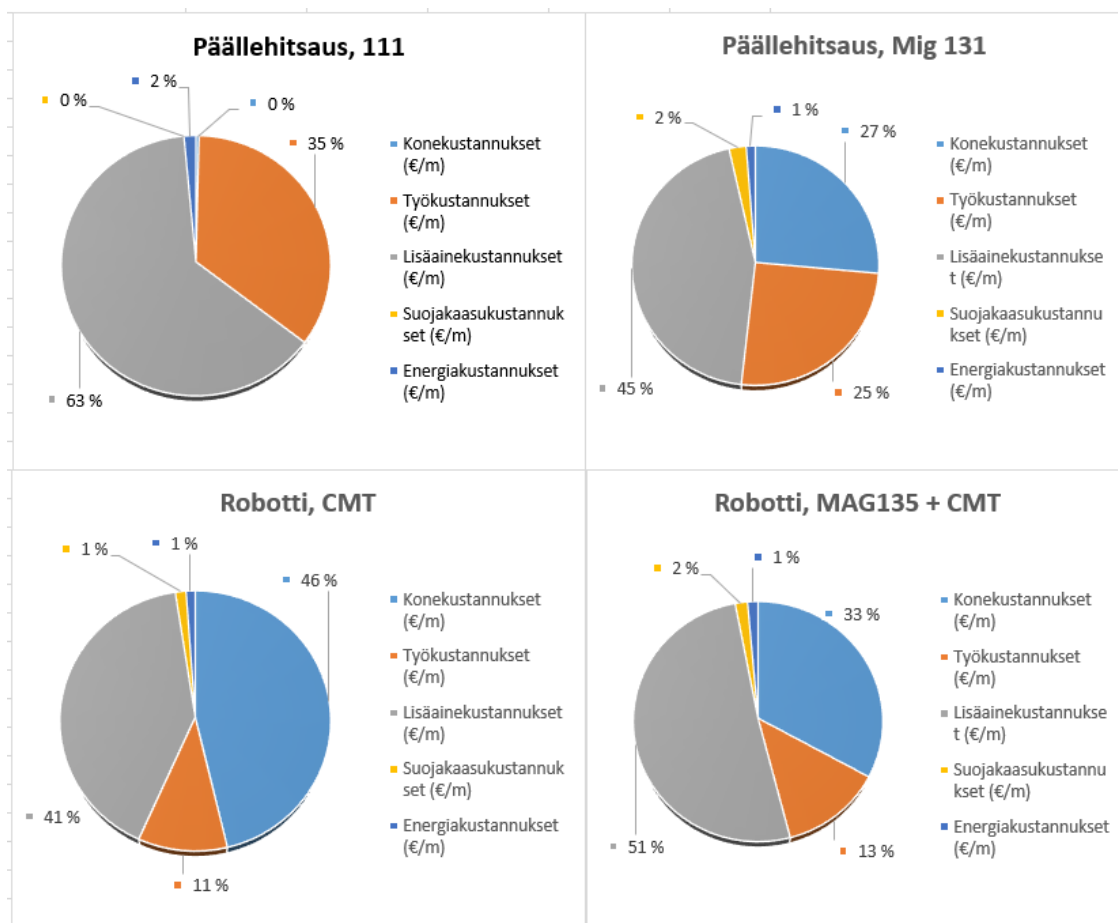 Päällehitsaus, 111
2 %
0 %
0 %
35 %
63 %
Konekustannukset
(€/m)
Työkustannukset
(€/m)
Lisäainekustannukset
(€/m)
Suojakaasukustannuk
set (€/m)
Energiakustannukset
(€/m)
Päällehitsaus, Mig 131
2 %
1 %
27 %
45 %
25 %
Konekustannukset
(€/m)
Työkustannukset
(€/m)
Lisäainekustannukse
t (€/m)
Suojakaasukustannu
kset (€/m)
Energiakustannukset
(€/m)
Robotti, CMT
1 %
1 %
46 %
41 %
11 %
Konekustannukset
(€/m)
Työkustannukset
(€/m)
Lisäainekustannukset
(€/m)
Suojakaasukustannuk
set (€/m)
Energiakustannukset
(€/m)
Robotti, MAG135 + CMT
2 %
1 %
33 %
51 %
13 %
Konekustannukset
(€/m)
Työkustannukset
(€/m)
Lisäainekustannukse
t (€/m)
Suojakaasukustannu
kset (€/m)
Energiakustannukset
(€/m)